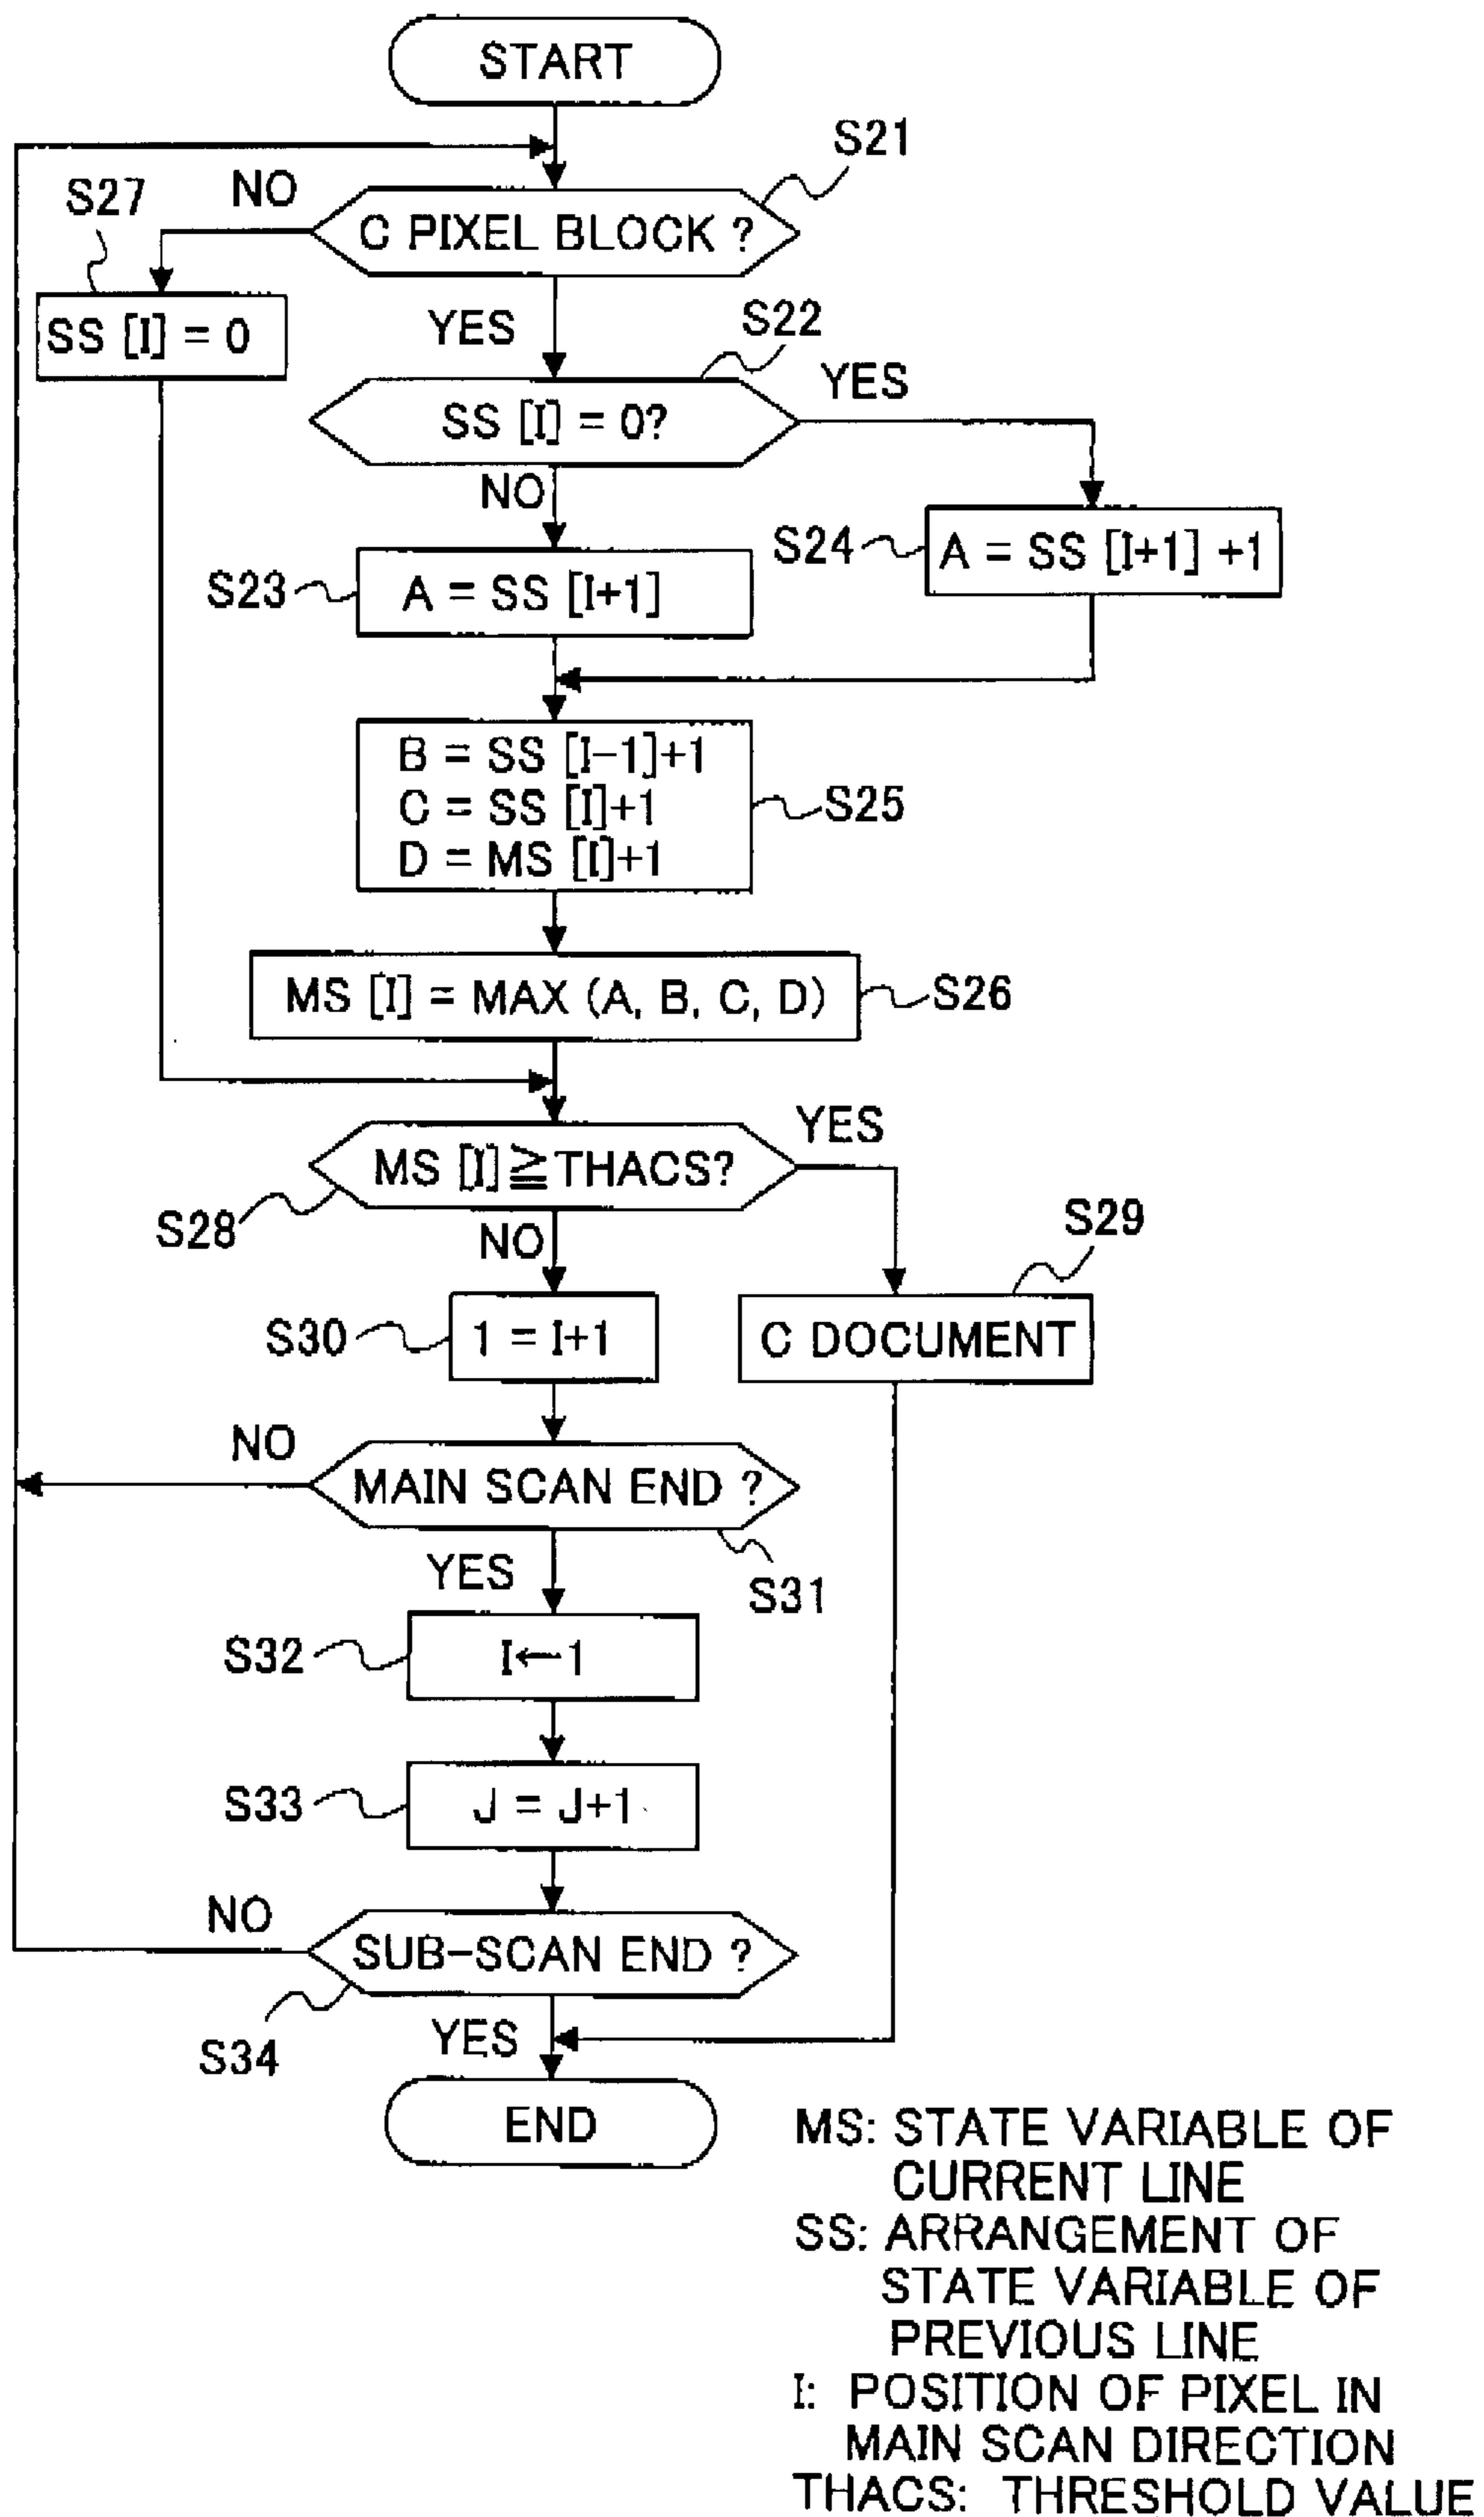 START
S21
S27
NO
C PIXEL BLOCK ?
SS [I] = 0
YES
S22
YES
SS [I] = 0?
NO
S24
A = SS [I+1] +1
S23
A = SS [I+1]
B = SS [I-1]+1
C = SS [I]+1
D = MS [I]+1
S25
MS [I] = MAX (A, B, C, D)
S26
YES
MS [I]≧THACS?
S28
NO
S29
S30
1 = I+1
C DOCUMENT
NO
MAIN SCAN END ?
YES
S31
S32
I←1
S33
J = J+1
NO
SUB-SCAN END ?
S34
YES
END
MS: STATE VARIABLE OF
CURRENT LINE
SS: ARRANGEMENT OF
STATE VARIABLE OF
PREVIOUS LINE
I: POSITION OF PIXEL IN
MAIN SCAN DIRECTION
THACS: THRESHOLD VALUE